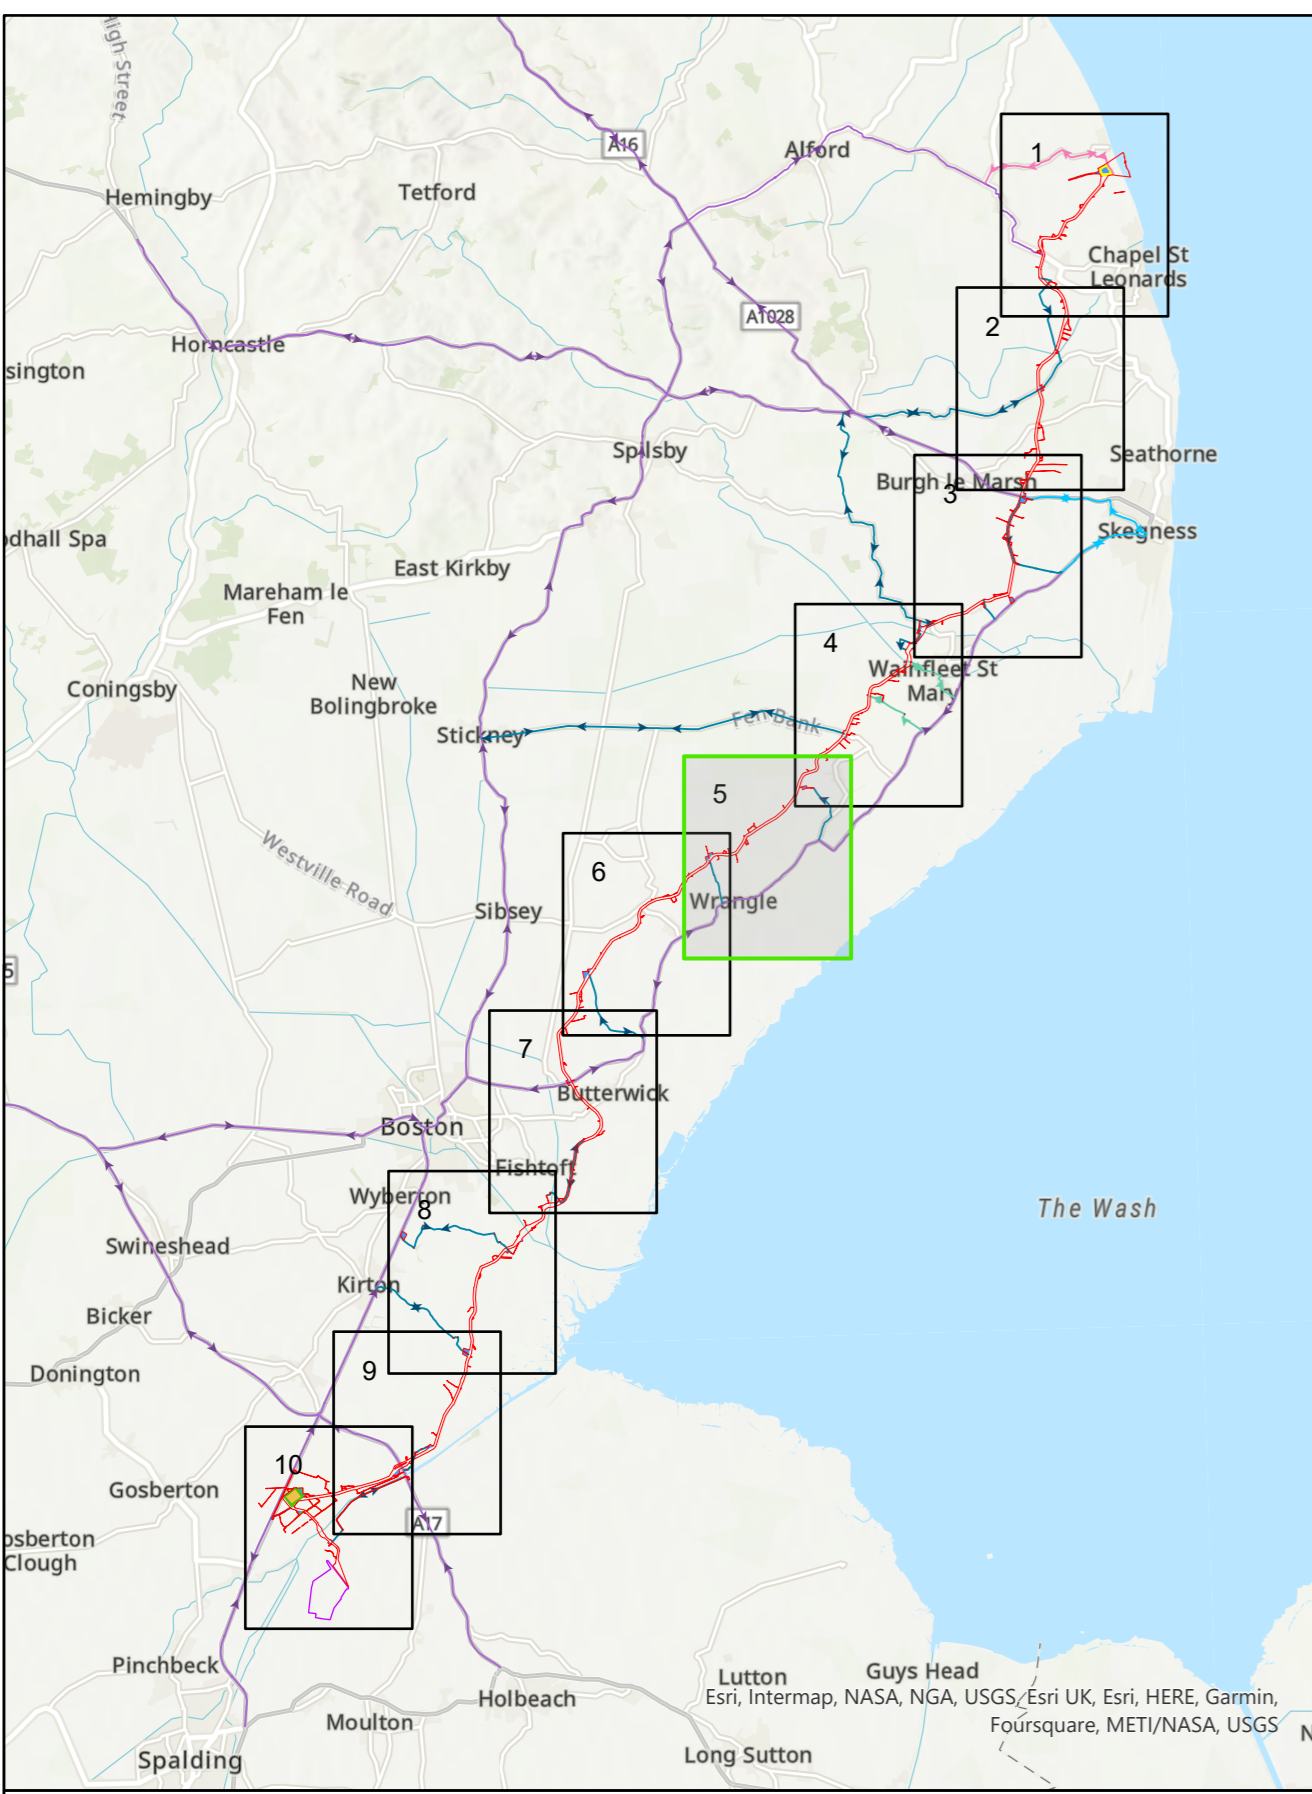 High Street
A16
Alford
1
Hemingby
Tetford
Chapel St
Leonards
A1028
2
Horncastle
sington
Spilsby
Seathorne
Burgh le Marsh
3
Skegness
odhall Spa
East Kirkby
Mareham le
Fen
4
Wainfleet St
Mary
Coningsby
New
Bolingbroke
Fen Bank
Stickney
5
Westville Road
6
Wrangle
Sibsey
5
7
Butterwick
Boston
Fishtoft
Wyberton
8
The Wash
Swineshead
Kirton
Bicker
9
Donington
10
Gosberton
A17
osberton
Clough
Pinchbeck
Lutton
Guys Head
Holbeach
Esri, Intermap, NASA, NGA, USGS, Esri UK, Esri, HERE, Garmin,
Foursquare, METI/NASA, USGS
Moulton
N
Long Sutton
Spalding